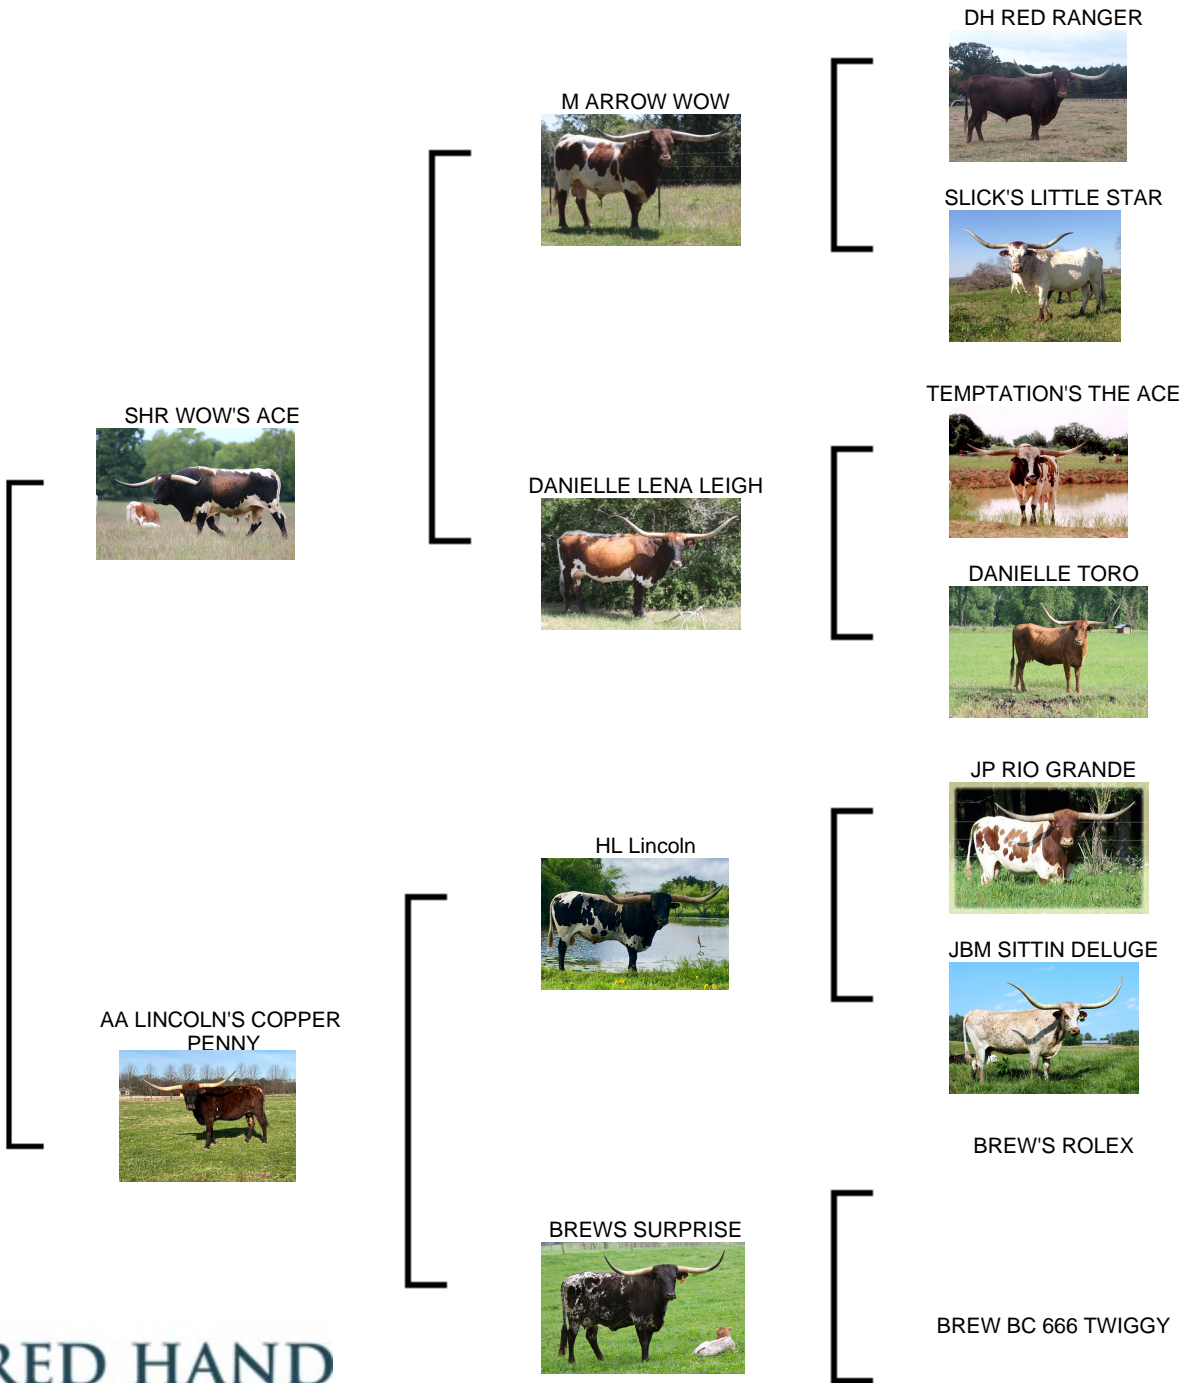 DH RED RANGER
M ARROW WOW
SLICK'S LITTLE STAR
TEMPTATION'S THE ACE
SHR WOW'S ACE
DANIELLE LENA LEIGH
DANIELLE TORO
JP RIO GRANDE
HL Lincoln
JBM SITTIN DELUGE
AA LINCOLN'S COPPER
PENNY
BREW'S ROLEX
BREWS SURPRISE
BREW BC 666 TWIGGY
RED HAND